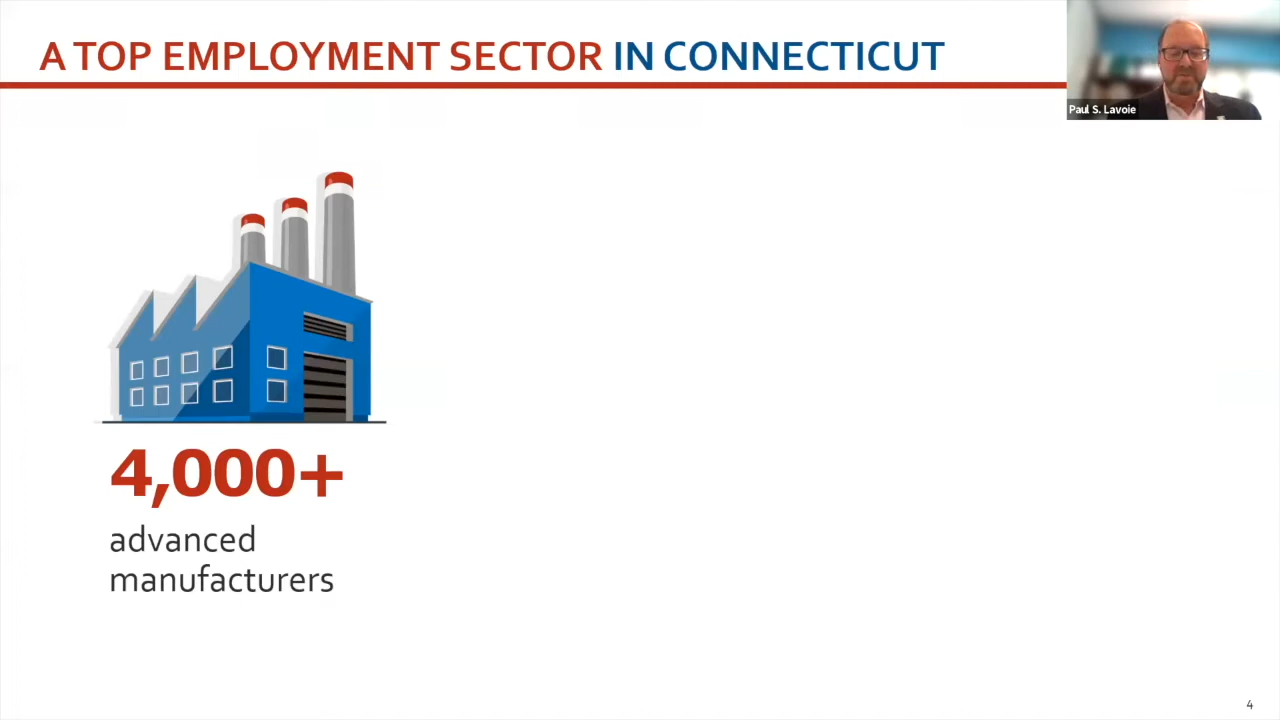 A TOP EMPLOYMENT SECTOR IN CONNECTICUT
Paul S. Lavoie
4,000+
advanced
manufacturers
4